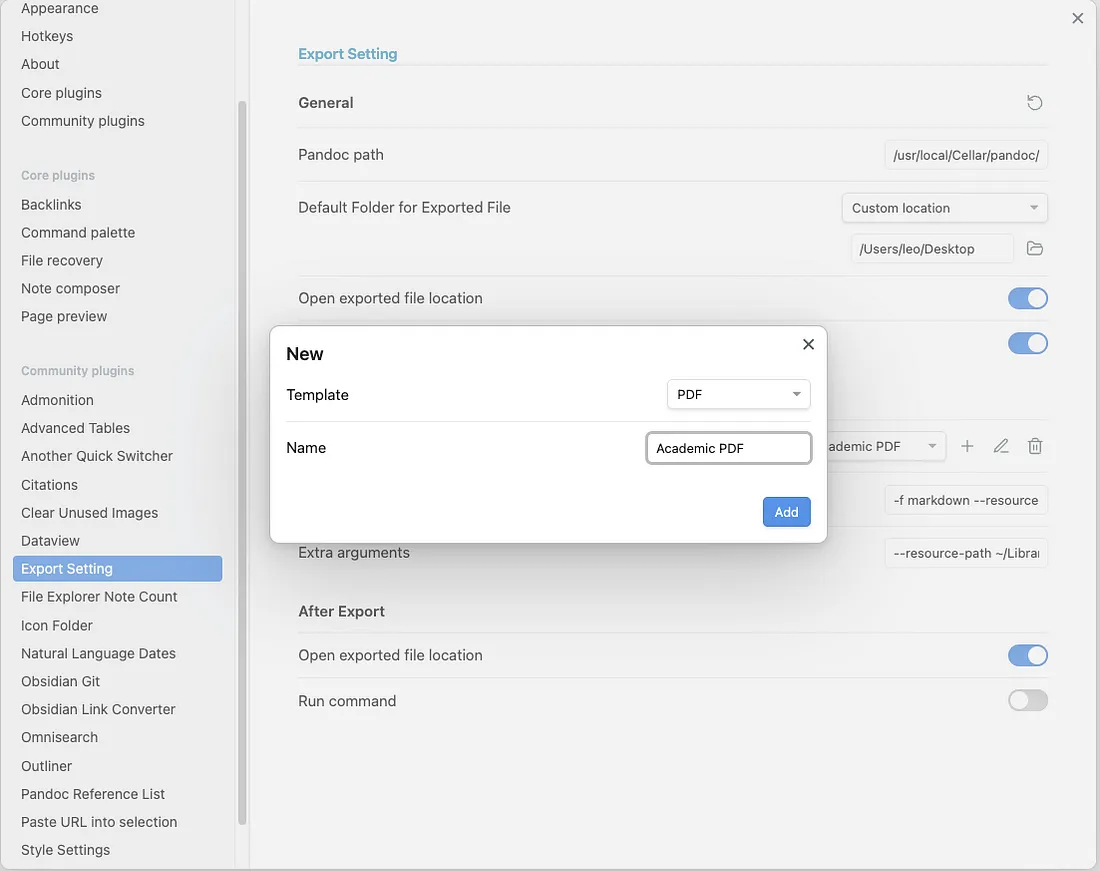 Appearance
Hotkeys
About
Core plugins
Community plugins
Core plugins
Backlinks
Command palette
File recovery
Note composer
Page preview
Community plugins
Admonition
Advanced Tables
Another Quick Switcher
Citations
Clear Unused Images
Dataview
Export Setting
File Explorer Note Count
Icon Folder
Natural Language Dates
Obsidian Git
Obsidian Link Converter
Omnisearch
Outliner
Pandoc Reference List
Paste URL into selection
Style Settings
Export Setting
General
Pandoc path
/usr/local/Cellar/pandoc/
Default Folder for Exported File
Custom location
/Users/leo/Desktop
Open exported file location
New
Template
PDF
Name
Academic PDF
Add
ademic PDF
-f markdown --resource
Extra arguments
--resource-path ~/Librar
After Export
Open exported file location
Run command